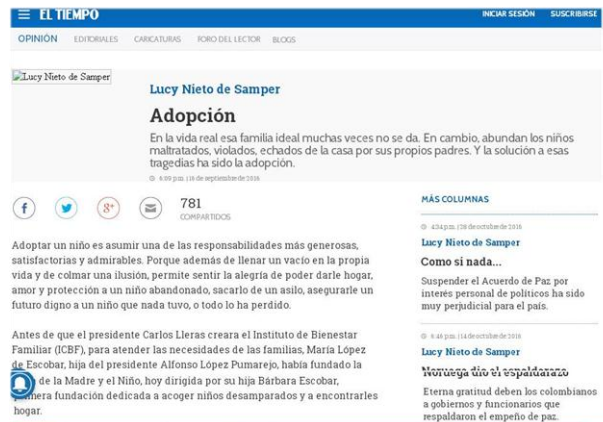 EL TIEMPO
INICIAR SESIÓN SUSCRIBIRSE
OPINIÓN EDITORIALES CARICATURAS FORO DEL LECTOR BLOGS
Lucy Nieto de Samper
Lucy Nieto de Samper
Adopción
En la vida real esa familia ideal muchas veces no se da. En cambio, abundan los niños
maltratados, violados, echados de la casa por sus propios padres. Y la solución a esas
tragedias ha sido la adopción.
6:09 p.m. | 16 de septiembre de 2016
781
COMPARTIDOS
Adoptar un niño es asumir una de las responsabilidades más generosas,
satisfactorias y admirables. Porque además de llenar un vacío en la propia
vida y de colmar una ilusión, permite sentir la alegría de poder darle hogar,
amor y protección a un niño abandonado, sacarlo de un asilo, asegurarle un
futuro digno a un niño que nada tuvo, o todo lo ha perdido.
Antes de que el presidente Carlos Lleras creara el Instituto de Bienestar
Familiar (ICBF), para atender las necesidades de las familias, María López
de Escobar, hija del presidente Alfonso López Pumarejo, había fundado la
de la Madre y el Niño, hoy dirigida por su hija Bárbara Escobar,
fundación dedicada a acoger niños desamparados y a encontrarles
hogar.
MÁS COLUMNAS
4:34 p.m. | 28 de octubre de 2016
Lucy Nieto de Samper
Como si nada...
Suspender el Acuerdo de Paz por
interés personal de políticos ha sido
muy perjudicial para el país.
6:46 p.m. | 14 de octubre de 2016
Lucy Nieto de Samper
Noruega dio el espaldarazo
Eterna gratitud deben los colombianos
a gobiernos y funcionarios que
respaldaron el empeño de paz.